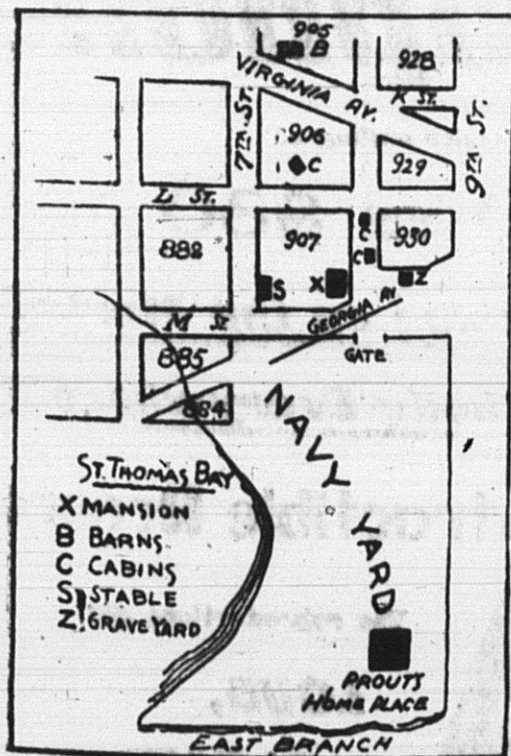 905
B
928
VIRGINIA AV.
K ST.
7TH ST.
906
C
929
9TH ST.
L ST.
882
907
C
930
C
S
X
Z
GEORGIA AV
M ST.
GATE
885
884
NAVY YARD
ST. THOMAS BAY
X MANSION
B BARNS
C CABINS
S STABLE
Z GRAVE YARD
PROUTS
HOME PLACE
EAST BRANCH